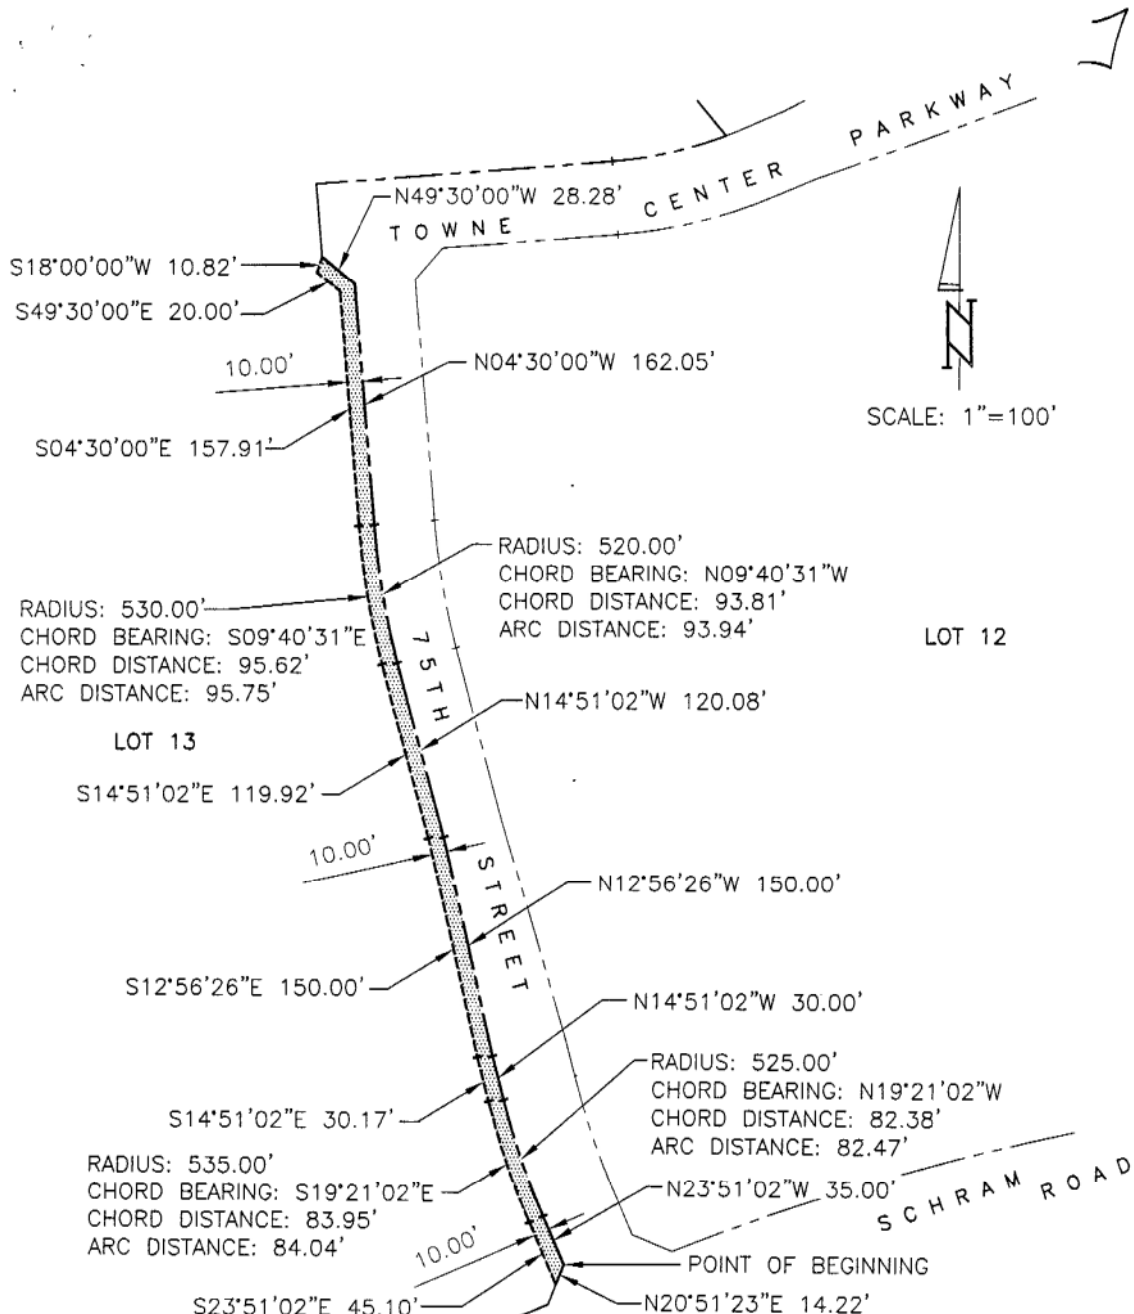 TOWNE CENTER PARKWAY
N49°30'00"W 28.28'
S18°00'00"W 10.82'
S49°30'00"E 20.00'
10.00'
N04°30'00"W 162.05'
N
SCALE: 1"=100'
S04°30'00"E 157.91'
RADIUS: 520.00'
CHORD BEARING: N09°40'31"W
CHORD DISTANCE: 93.81'
ARC DISTANCE: 93.94'
RADIUS: 530.00'
CHORD BEARING: S09°40'31"E
CHORD DISTANCE: 95.62'
ARC DISTANCE: 95.75'
LOT 12
75TH STREET
N14°51'02"W 120.08'
LOT 13
S14°51'02"E 119.92'
10.00'
N12°56'26"W 150.00'
S12°56'26"E 150.00'
N14°51'02"W 30.00'
RADIUS: 525.00'
CHORD BEARING: N19°21'02"W
CHORD DISTANCE: 82.38'
ARC DISTANCE: 82.47'
S14°51'02"E 30.17'
RADIUS: 535.00'
CHORD BEARING: S19°21'02"E
CHORD DISTANCE: 83.95'
ARC DISTANCE: 84.04'
N23°51'02"W 35.00'
SCHRAM ROAD
10.00'
POINT OF BEGINNING
S23°51'02"E 45.10'
N20°51'23"E 14.22'